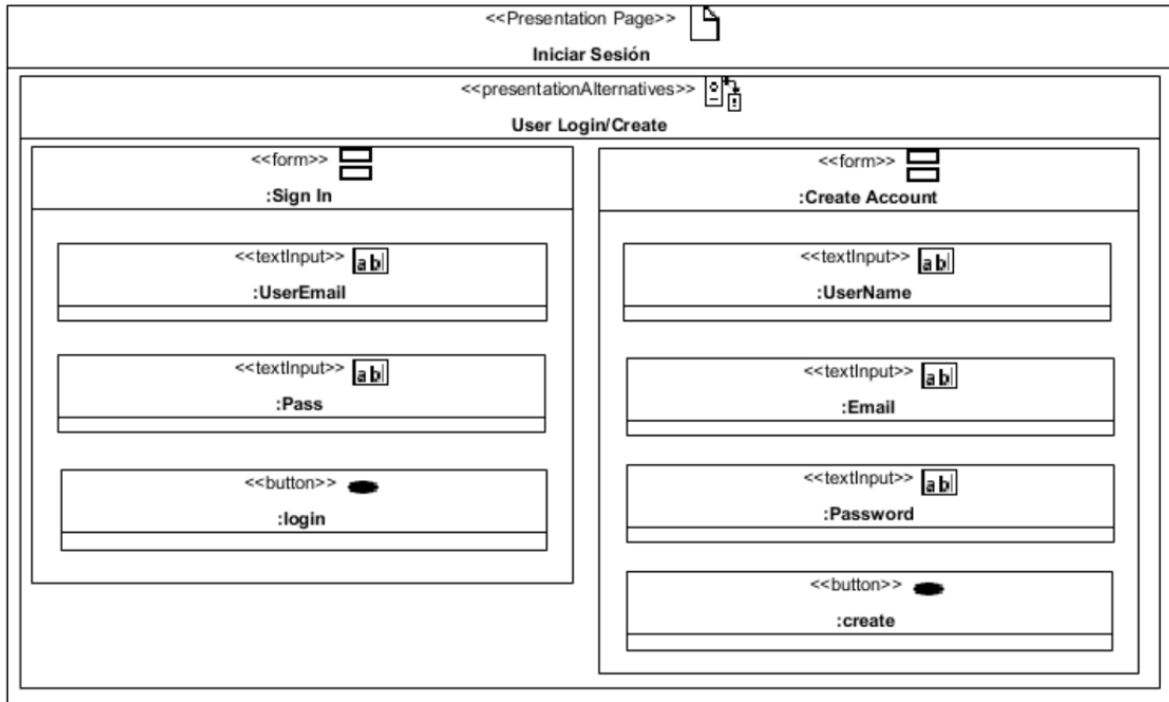 <<Presentation Page>>
Iniciar Sesión
<<presentationAlternatives>>
User Login/Create
<<form>>
:Sign In
<<textInput>> ab
:UserEmail
<<textInput>> ab
:Pass
<<button>>
:login
<<form>>
:Create Account
<<textInput>> ab
:UserName
<<textInput>> ab
:Email
<<textInput>> ab
:Password
<<button>>
:create